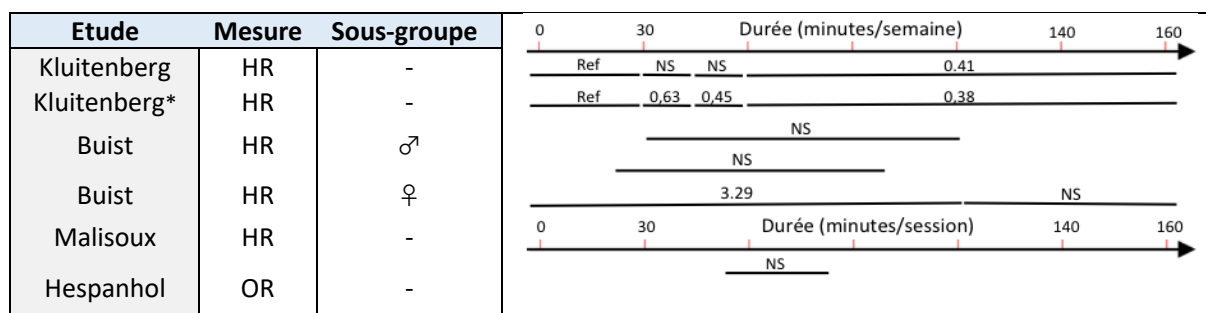 Etude Mesure Sous-groupe 0 30 Durée (minutes/semaine) 140 160
Kluitenberg HR - Ref NS NS 0.41
Kluitenberg* HR - Ref 0,63 0,45 0,38
Buist HR ♂ NS
NS
Buist HR ♀ 3.29 NS
Malisoux HR - 0 30 Durée (minutes/session) 140 160
Hespanhol OR - NS